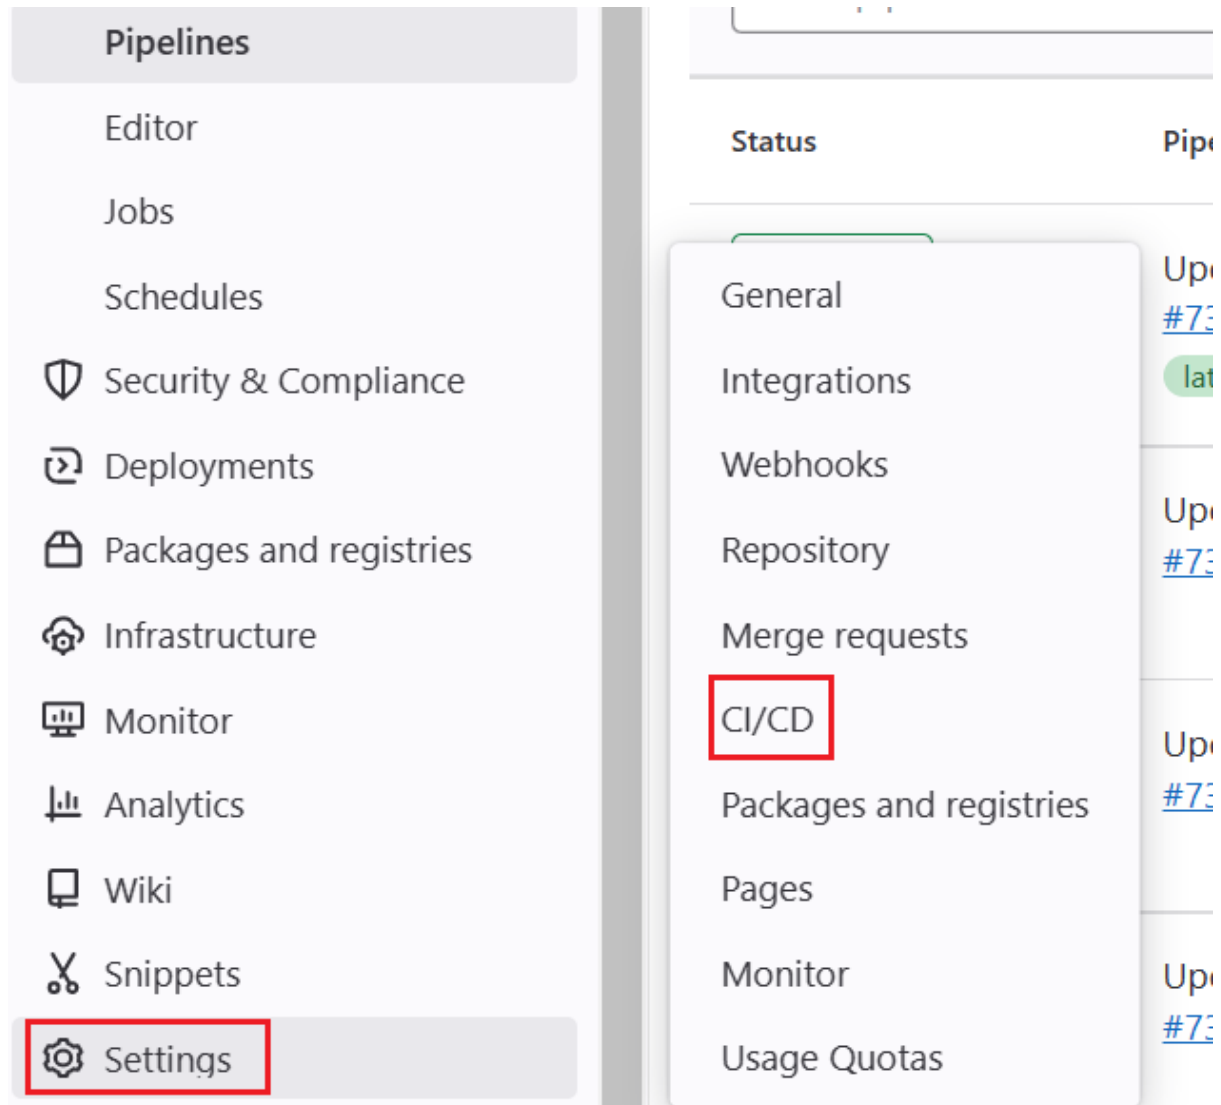 Pipelines
Editor
Jobs
Schedules
Security & Compliance
Deployments
Packages and registries
Infrastructure
Monitor
Analytics
Wiki
Snippets
Settings
Status
General
Integrations
Webhooks
Repository
Merge requests
CI/CD
Packages and registries
Pages
Monitor
Usage Quotas